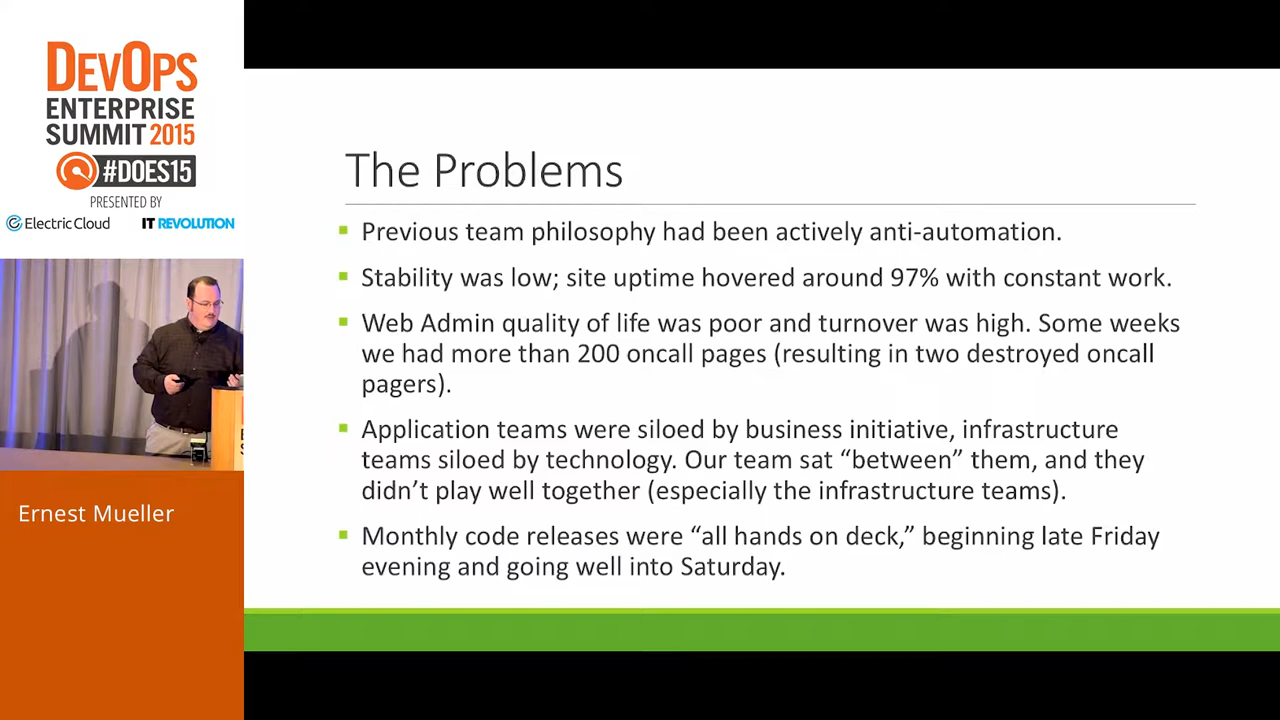 DEVOPS
ENTERPRISE
SUMMIT 2015
#DOES15
PRESENTED BY
Electric Cloud
IT REVOLUTION
Ernest Mueller
The Problems
Previous team philosophy had been actively anti-automation.
Stability was low; site uptime hovered around 97% with constant work.
Web Admin quality of life was poor and turnover was high. Some weeks
we had more than 200 oncall pages (resulting in two destroyed oncall
pagers).
Application teams were siloed by business initiative, infrastructure
teams siloed by technology. Our team sat “between” them, and they
didn’t play well together (especially the infrastructure teams).
Monthly code releases were “all hands on deck,” beginning late Friday
evening and going well into Saturday.